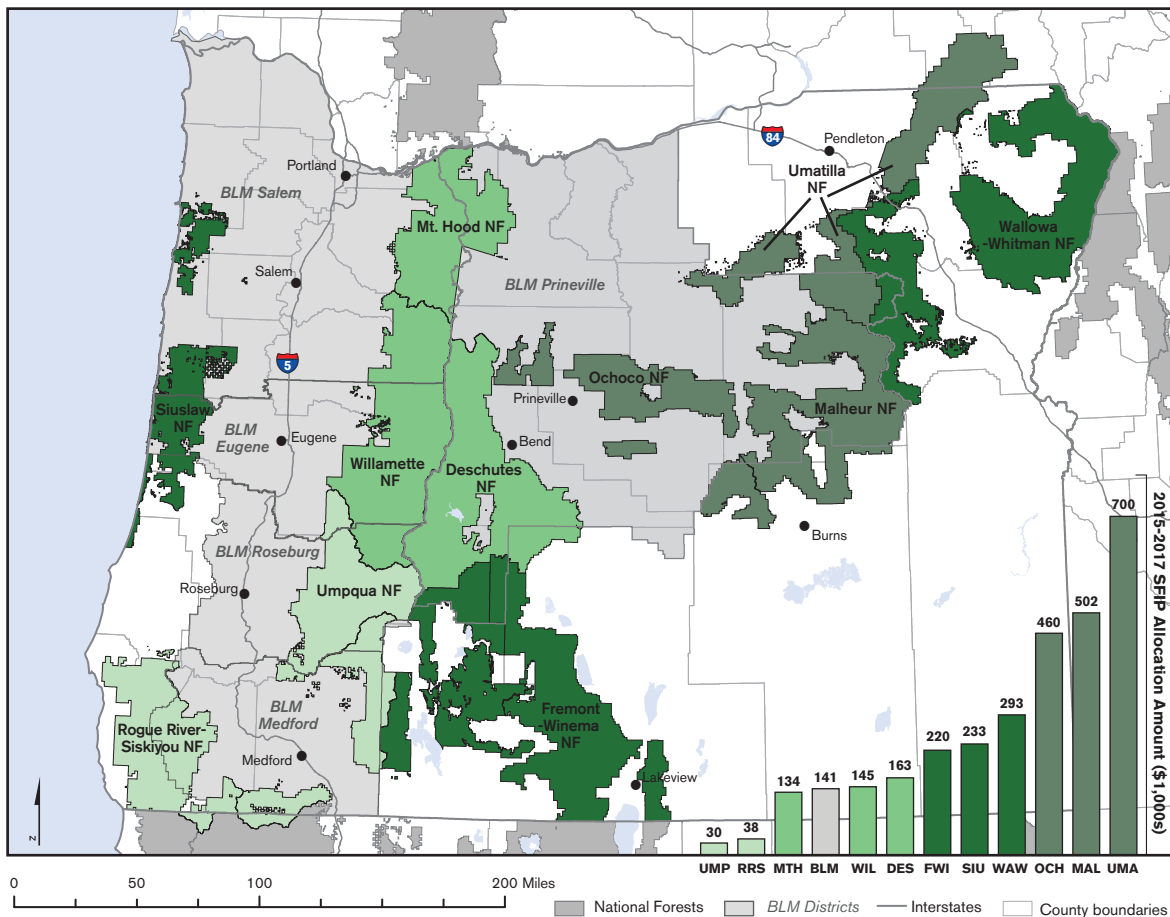 84
Pendleton
Umatilla
NF
Portland
BLM Salem
Mt. Hood NF
Wallowa
-Whitman NF
Salem
BLM Prineville
5
Siuslaw
NF
BLM
Eugene
Eugene
Ochoco NF
Prineville
Malheur NF
Bend
Willamette
NF
Deschutes
NF
Burns
BLM Roseburg
Roseburg
Umpqua NF
Rogue River-
Siskiyou NF
BLM
Medford
Medford
Fremont
-Winema
NF
Lakeview
N
2015-2017 SFIP Allocation Amount ($1,000s)
30
38
134
141
145
163
220
233
293
460
502
700
UMP RRS MTH BLM WIL DES FWI SIU WAW OCH MAL UMA
0 50 100 200 Miles
National Forests BLM Districts Interstates County boundaries